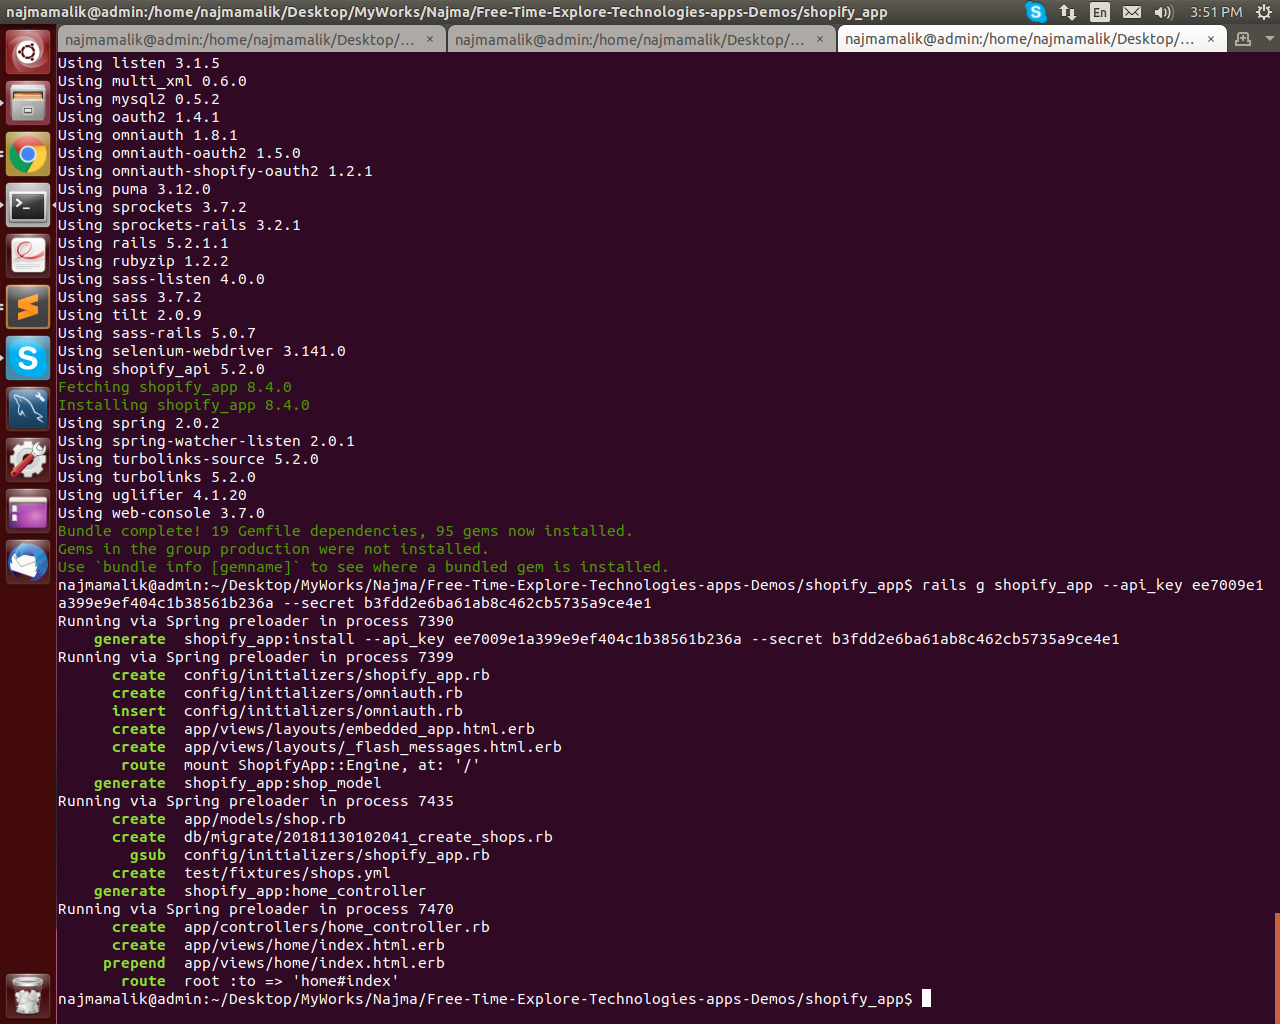 najmamalik@admin:/home/najmamalik/Desktop/MyWorks/Najma/Free-Time-Explore-Technologies-apps-Demos/shopify_app
En
3:51 PM
najmamalik@admin:/home/najmamalik/Desktop/... ×
najmamalik@admin:/home/najmamalik/Desktop/... ×
najmamalik@admin:/home/najmamalik/Desktop/... ×
Using listen 3.1.5
Using multi_xml 0.6.0
Using mysql2 0.5.2
Using oauth2 1.4.1
Using omniauth 1.8.1
Using omniauth-oauth2 1.5.0
Using omniauth-shopify-oauth2 1.2.1
Using puma 3.12.0
Using sprockets 3.7.2
Using sprockets-rails 3.2.1
Using rails 5.2.1.1
Using rubyzip 1.2.2
Using sass-listen 4.0.0
Using sass 3.7.2
Using tilt 2.0.9
Using sass-rails 5.0.7
Using selenium-webdriver 3.141.0
Using shopify_api 5.2.0
Fetching shopify_app 8.4.0
Installing shopify_app 8.4.0
Using spring 2.0.2
Using spring-watcher-listen 2.0.1
Using turbolinks-source 5.2.0
Using turbolinks 5.2.0
Using uglifier 4.1.20
Using web-console 3.7.0
Bundle complete! 19 Gemfile dependencies, 95 gems now installed.
Gems in the group production were not installed.
Use `bundle info [gemname]` to see where a bundled gem is installed.
najmamalik@admin:~/Desktop/MyWorks/Najma/Free-Time-Explore-Technologies-apps-Demos/shopify_app$ rails g shopify_app --api_key ee7009e1
a399e9ef404c1b38561b236a --secret b3fdd2e6ba61ab8c462cb5735a9ce4e1
Running via Spring preloader in process 7390
generate  shopify_app:install --api_key ee7009e1a399e9ef404c1b38561b236a --secret b3fdd2e6ba61ab8c462cb5735a9ce4e1
Running via Spring preloader in process 7399
create  config/initializers/shopify_app.rb
create  config/initializers/omniauth.rb
insert  config/initializers/omniauth.rb
create  app/views/layouts/embedded_app.html.erb
create  app/views/layouts/_flash_messages.html.erb
route  mount ShopifyApp::Engine, at: '/'
generate  shopify_app:shop_model
Running via Spring preloader in process 7435
create  app/models/shop.rb
create  db/migrate/20181130102041_create_shops.rb
gsub  config/initializers/shopify_app.rb
create  test/fixtures/shops.yml
generate  shopify_app:home_controller
Running via Spring preloader in process 7470
create  app/controllers/home_controller.rb
create  app/views/home/index.html.erb
prepend  app/views/home/index.html.erb
route  root :to => 'home#index'
najmamalik@admin:~/Desktop/MyWorks/Najma/Free-Time-Explore-Technologies-apps-Demos/shopify_app$